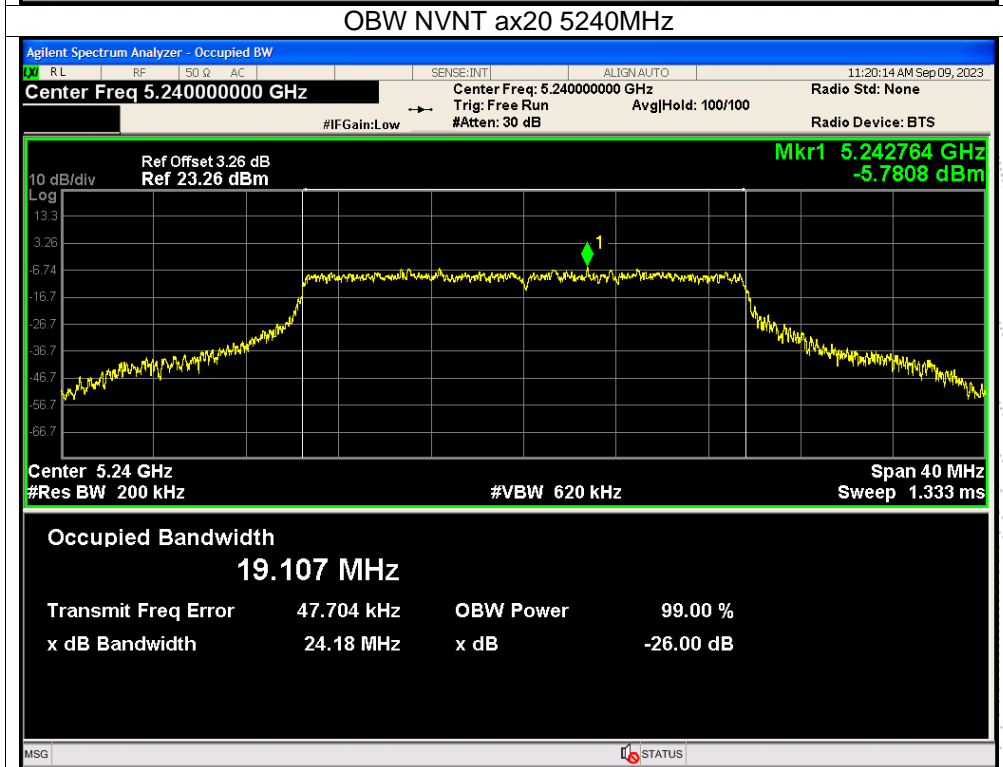 OBW NVNT ax20 5240MHz
Agilent Spectrum Analyzer - Occupied BW
LXI RL RF 50 Ω AC SENSE:INT ALIGN AUTO 11:20:14 AM Sep 09, 2023
Center Freq 5.240000000 GHz Center Freq: 5.240000000 GHz Radio Std: None
Trig: Free Run Avg|Hold: 100/100
#IFGain:Low #Atten: 30 dB Radio Device: BTS
Ref Offset 3.26 dB Mkr1 5.242764 GHz
10 dB/div Ref 23.26 dBm -5.7808 dBm
Log
13.3
3.26
1
-6.74
-16.7
-26.7
-36.7
-46.7
-56.7
-66.7
Center 5.24 GHz Span 40 MHz
#Res BW 200 kHz #VBW 620 kHz Sweep 1.333 ms
Occupied Bandwidth
19.107 MHz
Transmit Freq Error 47.704 kHz OBW Power 99.00 %
x dB Bandwidth 24.18 MHz x dB -26.00 dB
MSG STATUS